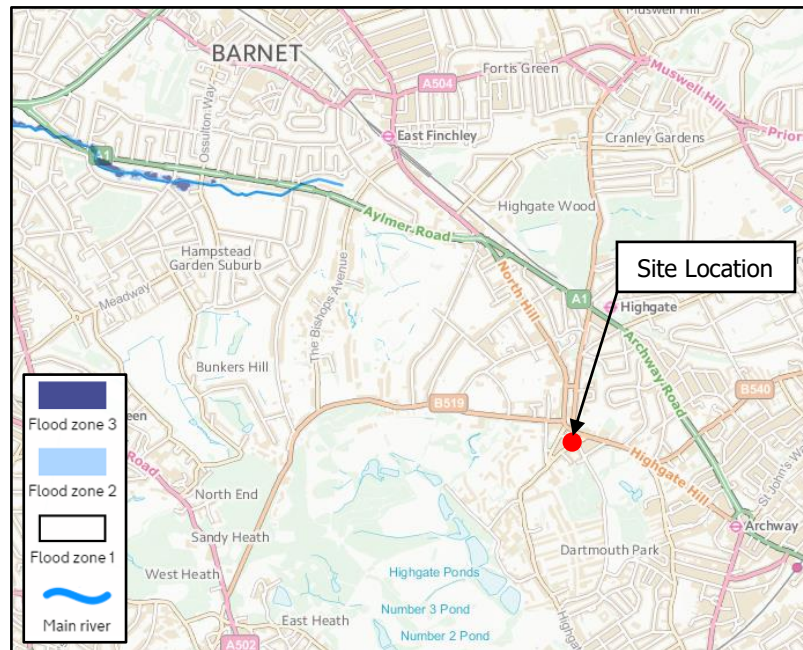 Muswell Hill
BARNET
Fortis Green
A504
Muswell Hill
Ossulton Way
East Finchley
Cranley Gardens
Prior
A1
Aylmer Road
Highgate Wood
Hampstead
Garden Suburb
Site Location
Meadway
The Bishops Avenue
North Hill
A1
Highgate
Archway Road
Bunkers Hill
B519
B540
Flood zone 3
een
Road
Highgate Hill
St John's Wa
Flood zone 2
North End
Sandy Heath
Archway
Flood zone 1
West Heath
Highgate Ponds
Dartmouth Park
Number 3 Pond
East Heath
Number 2 Pond
Highgate
Main river
A502